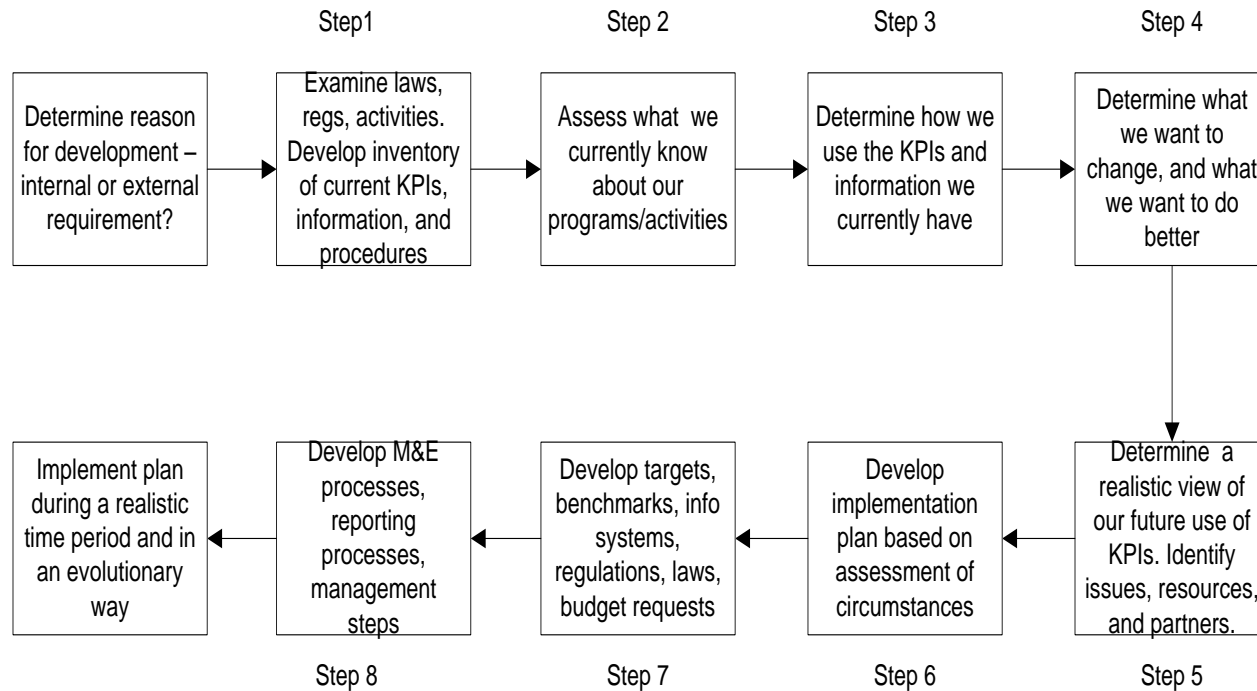 Step1
Step 2
Step 3
Step 4
Determine reason
for development –
internal or external
requirement?
Examine laws,
regs, activities.
Develop inventory
of current KPIs,
information, and
procedures
Assess what we
currently know
about our
programs/activities
Determine how we
use the KPIs and
information we
currently have
Determine what
we want to
change, and what
we want to do
better
Determine a
realistic view of
our future use of
KPIs. Identify
issues, resources,
and partners.
Develop
implementation
plan based on
assessment of
circumstances
Develop targets,
benchmarks, info
systems,
regulations, laws,
budget requests
Develop M&E
processes,
reporting
processes,
management
steps
Implement plan
during a realistic
time period and in
an evolutionary
way
Step 5
Step 6
Step 7
Step 8